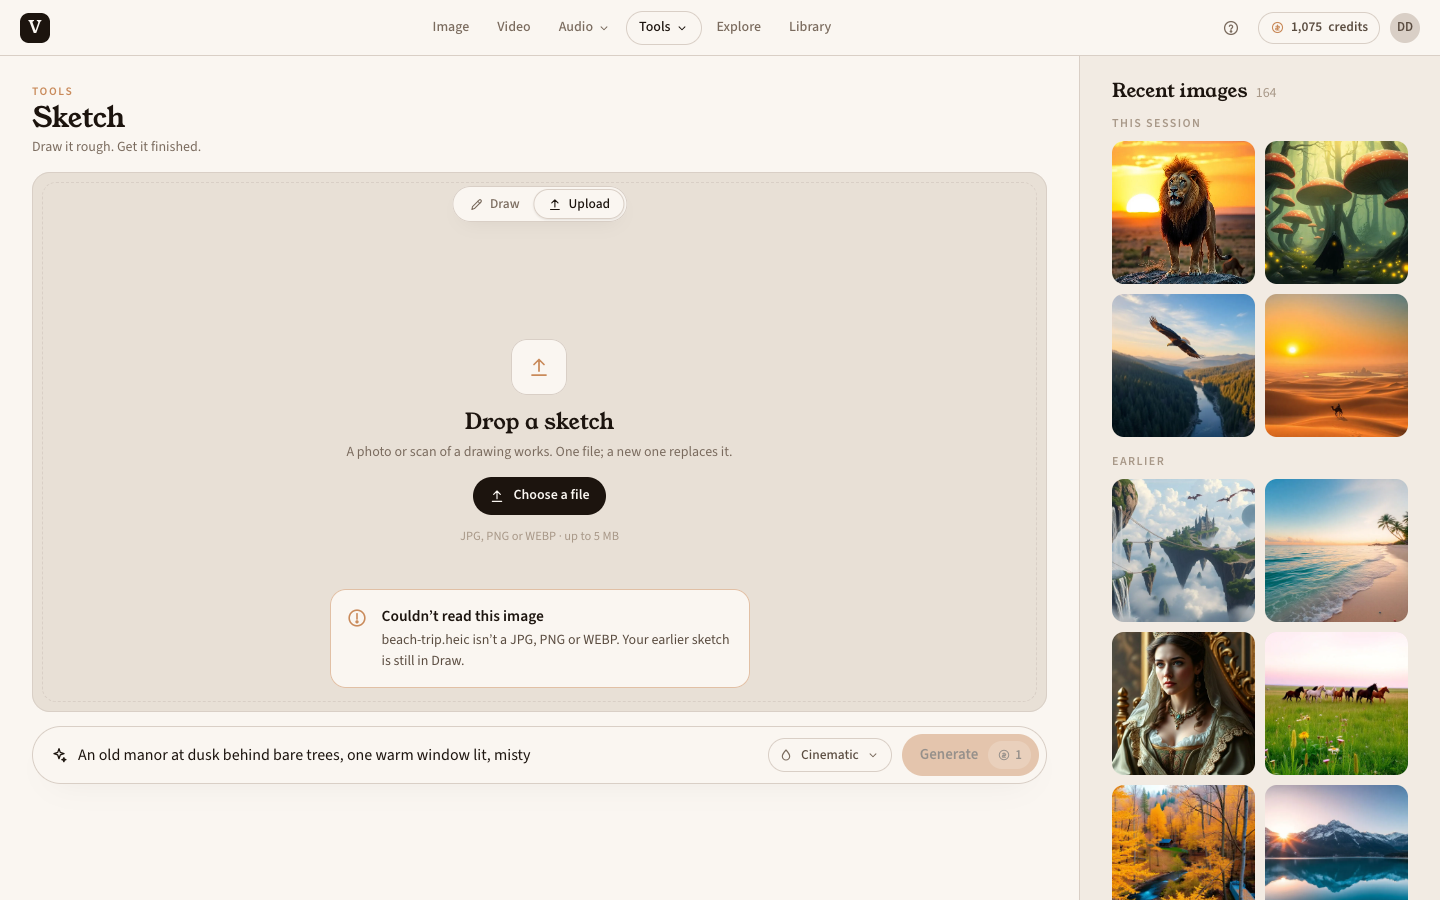 V
Image
Video
Audio
Tools
Explore
Library
1,075 credits
DD
TOOLS
Sketch
Draw it rough. Get it finished.
Draw
Upload
Drop a sketch
A photo or scan of a drawing works. One file; a new one replaces it.
Choose a file
JPG, PNG or WEBP · up to 5 MB
Couldn’t read this image
beach-trip.heic isn’t a JPG, PNG or WEBP. Your earlier sketch
is still in Draw.
An old manor at dusk behind bare trees, one warm window lit, misty
Cinematic
Generate 1
Recent images 164
THIS SESSION
EARLIER